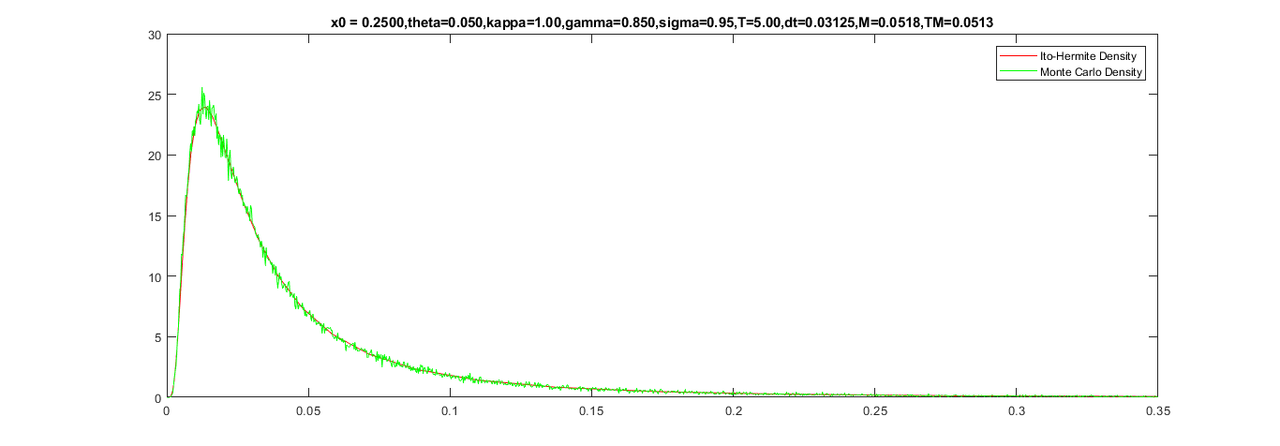 x0 = 0.2500,theta=0.050,kappa=1.00,gamma=0.850,sigma=0.95,T=5.00,dt=0.03125,M=0.0518,TM=0.0513
Ito-Hermite Density
Monte Carlo Density
30
25
20
15
10
5
0
0 0.05 0.1 0.15 0.2 0.25 0.3 0.35